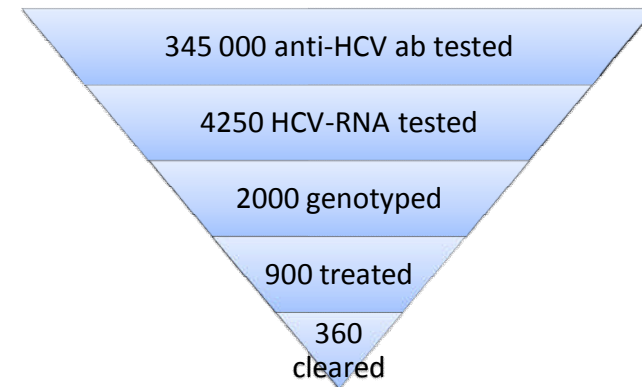 345 000 anti-HCV ab tested
4250 HCV-RNA tested
2000 genotyped
900 treated
360
cleared